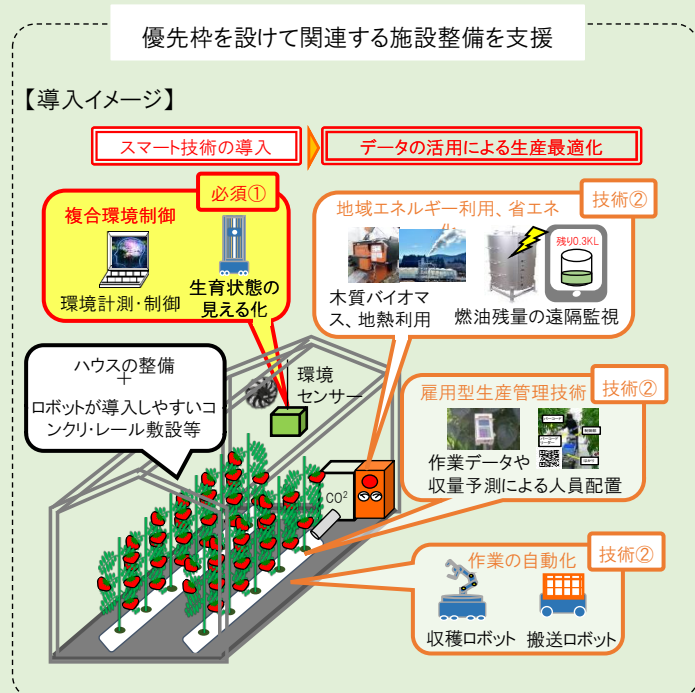 優先枠を設けて関連する施設整備を支援
【導入イメージ】
スマート技術の導入
データの活用による生産最適化
必須①
複合環境制御
環境計測・制御
生育状態の
見える化
技術②
地域エネルギー利用、省エネ
残り0.3KL
木質バイオマ
ス、地熱利用
燃油残量の遠隔監視
ハウスの整備
+
ロボットが導入しやすいコ
ンクリ・レール敷設等
環境
センサー
CO²
技術②
雇用型生産管理技術
作業データや
収量予測による人員配置
技術②
作業の自動化
収穫ロボット
搬送ロボット